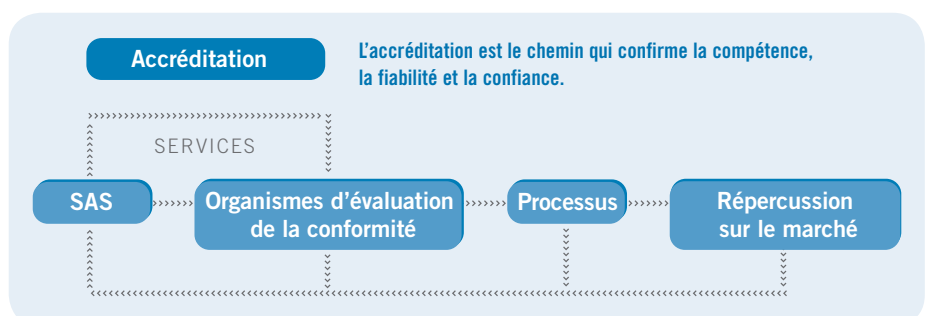 Accréditation
L'accréditation est le chemin qui confirme la compétence,
la fiabilité et la confiance.
SERVICES
SAS
Organismes d'évaluation
de la conformité
Processus
Répercussion
sur le marché